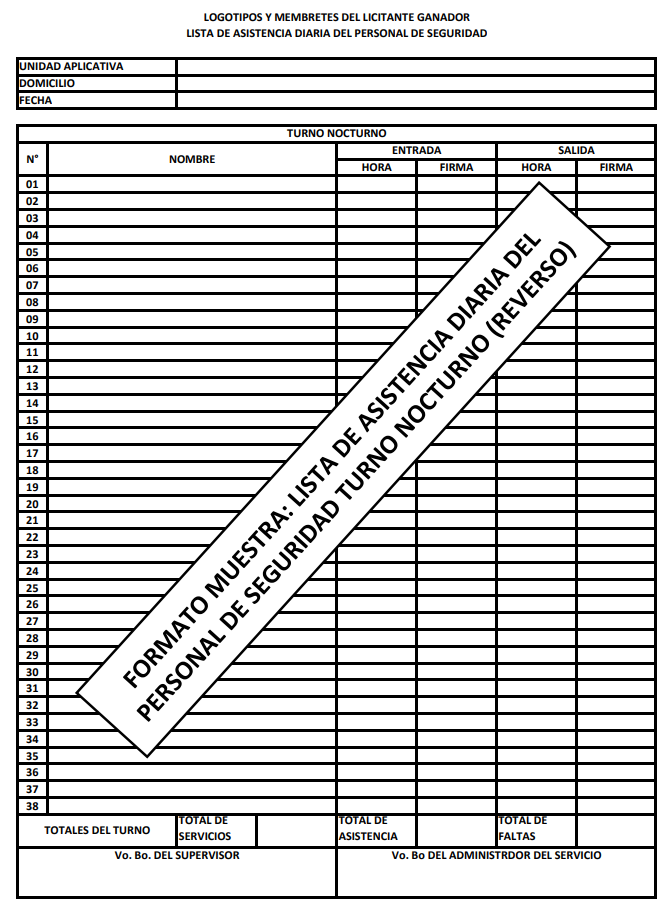 LOGOTIPOS Y MEMBRETES DEL LICITANTE GANADOR
LISTA DE ASISTENCIA DIARIA DEL PERSONAL DE SEGURIDAD
UNIDAD APLICATIVA
DOMICILIO
FECHA
TURNO NOCTURNO
N° NOMBRE ENTRADA SALIDA
HORA FIRMA HORA FIRMA
01
02
03
04
05
06
07
08
09
10
11
12
13
14
15
16
17
18
19
20
21
22
23
24
25
26
27
28
29
30
31
32
33
34
35
36
37
38
FORMATO MUESTRA: LISTA DE ASISTENCIA DIARIA DEL
PERSONAL DE SEGURIDAD TURNO NOCTURNO (REVERSO)
TOTALES DEL TURNO
TOTAL DE
SERVICIOS
TOTAL DE
ASISTENCIA
TOTAL DE
FALTAS
Vo. Bo. DEL SUPERVISOR
Vo. Bo DEL ADMINISTRDOR DEL SERVICIO